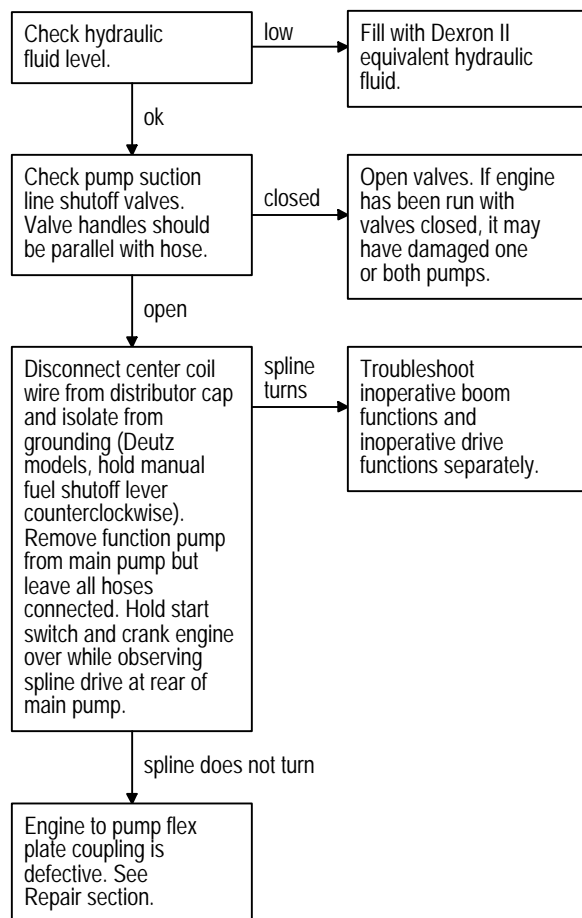 Check hydraulic
fluid level.
low
Fill with Dexron II
equivalent hydraulic
fluid.
ok
Check pump suction
line shutoff valves.
Valve handles should
be parallel with hose.
closed
Open valves. If engine
has been run with
valves closed, it may
have damaged one
or both pumps.
open
Disconnect center coil
wire from distributor cap
and isolate from
grounding (Deutz
models, hold manual
fuel shutoff lever
counterclockwise).
Remove function pump
from main pump but
leave all hoses
connected. Hold start
switch and crank engine
over while observing
spline drive at rear of
main pump.
spline
turns
Troubleshoot
inoperative boom
functions and
inoperative drive
functions separately.
spline does not turn
Engine to pump flex
plate coupling is
defective. See
Repair section.